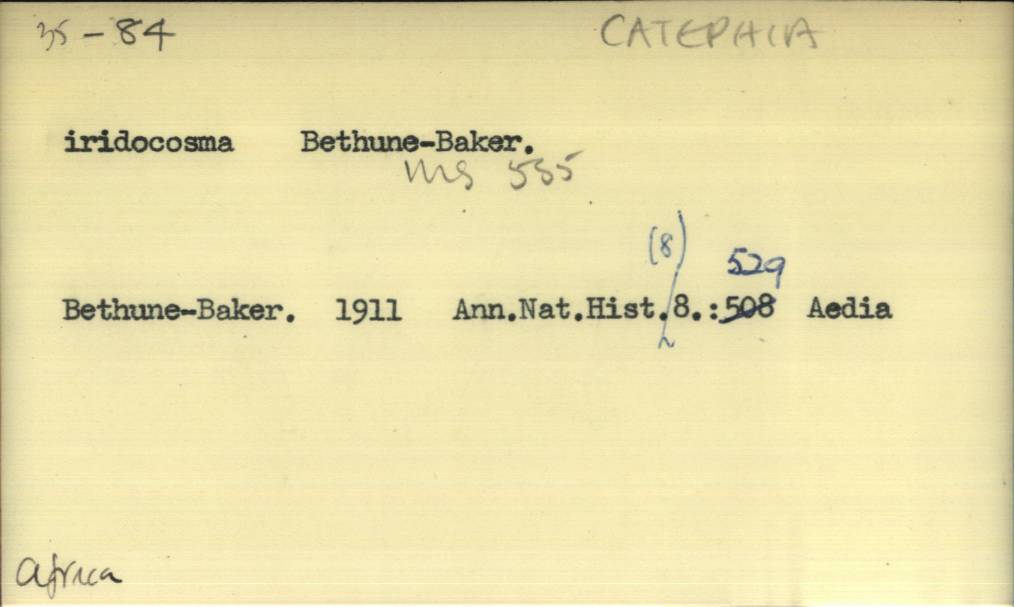 35-84 CATEPHIA
iridocosma Bethune-Baker.
MS 535
(8) 529
Bethune-Baker. 1911 Ann.Nat.Hist./8.:508 Aedia
Africa